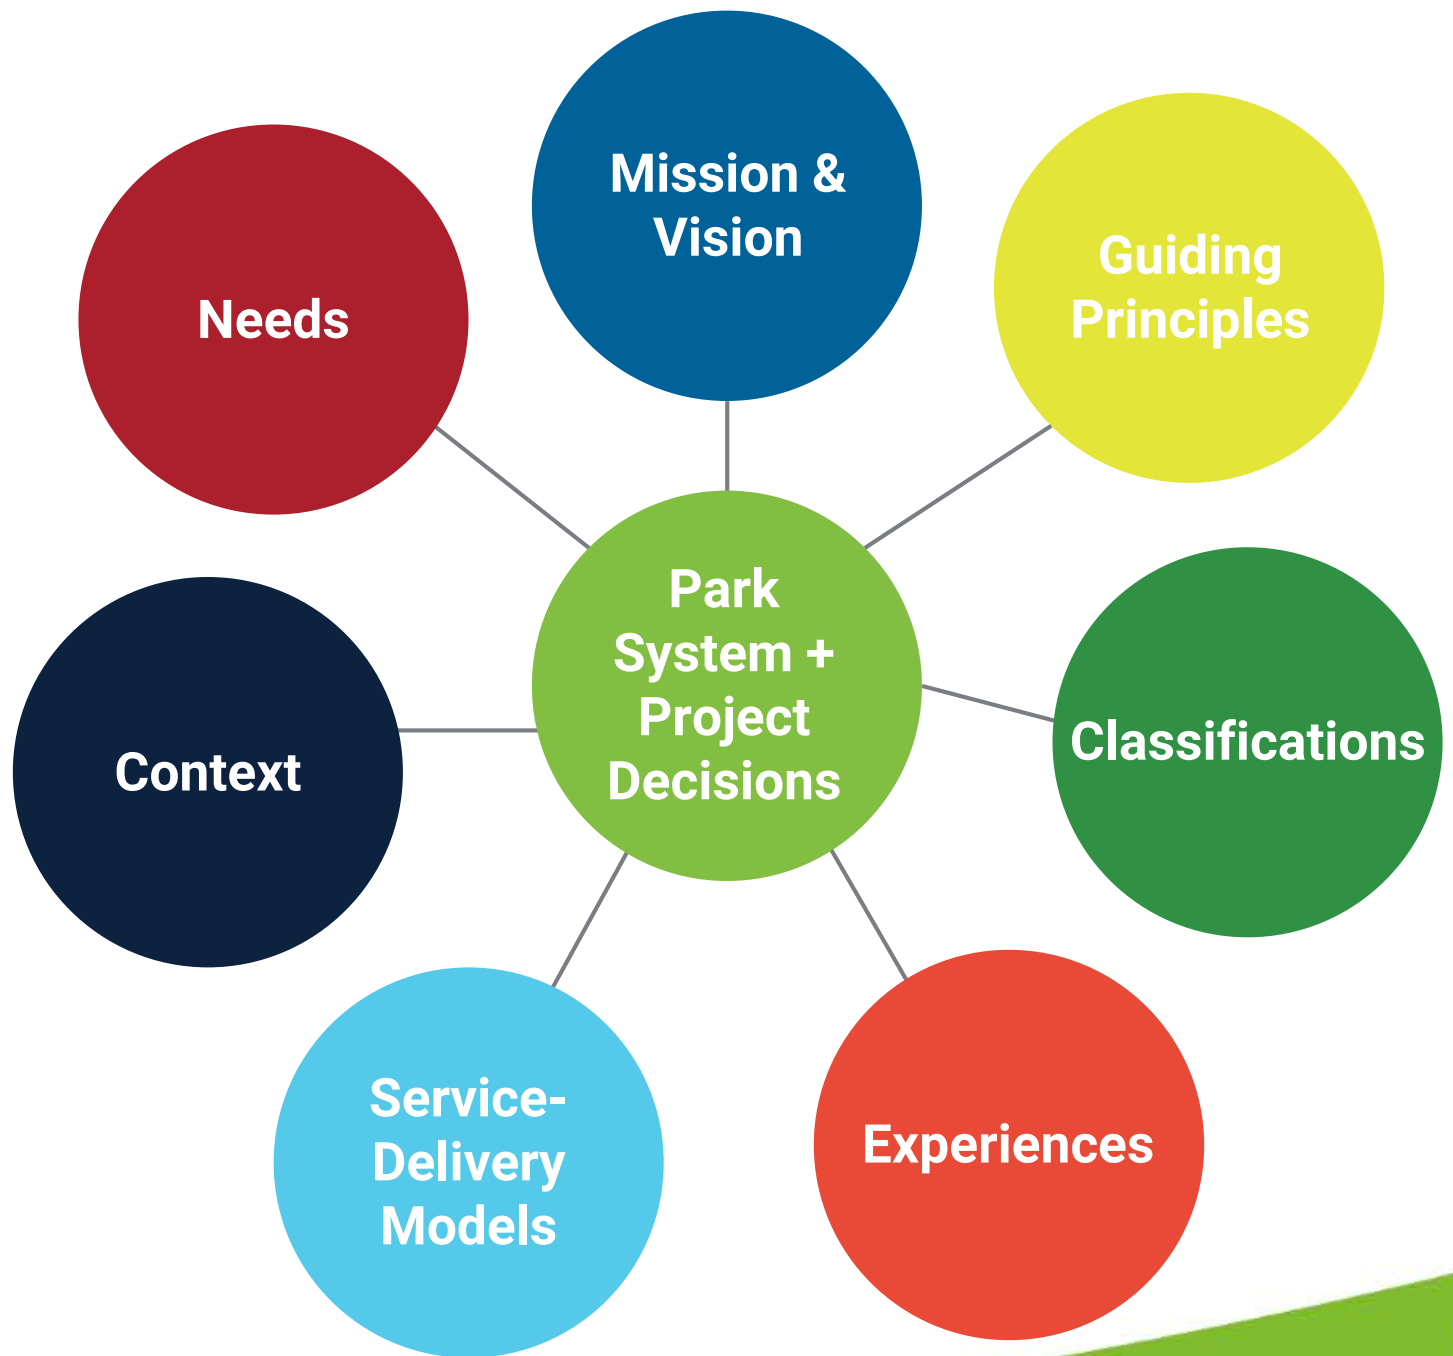 Mission &
Vision
Guiding
Principles
Needs
Park
System +
Project
Decisions
Classifications
Context
Experiences
Service-
Delivery
Models